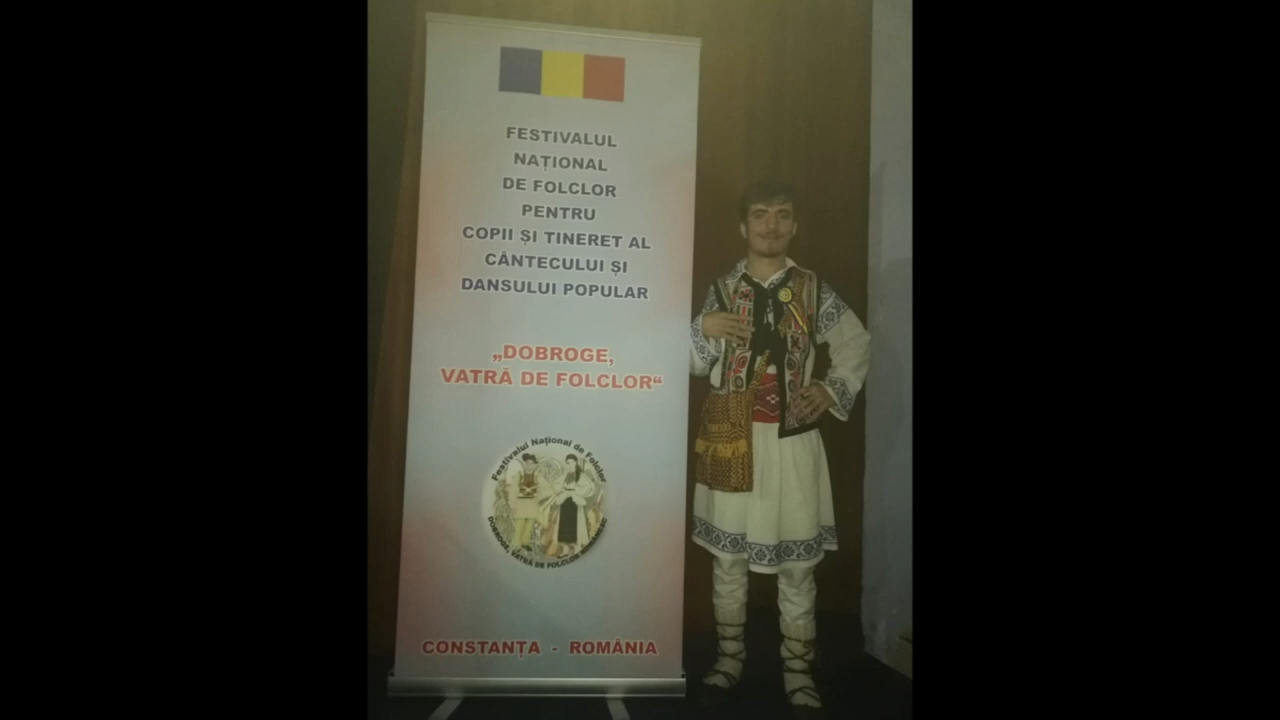 FESTIVALUL
NAȚIONAL
DE FOLCLOR
PENTRU
COPII ȘI TINERET AL
CÂNTECULUI ȘI
DANSULUI POPULAR
„DOBROGE,
VATRĂ DE FOLCLOR“
Festivalul Național de Folclor
DOBROGE, VATRĂ DE FOLCLOR ROMÂNESC
CONSTANȚA - ROMÂNIA